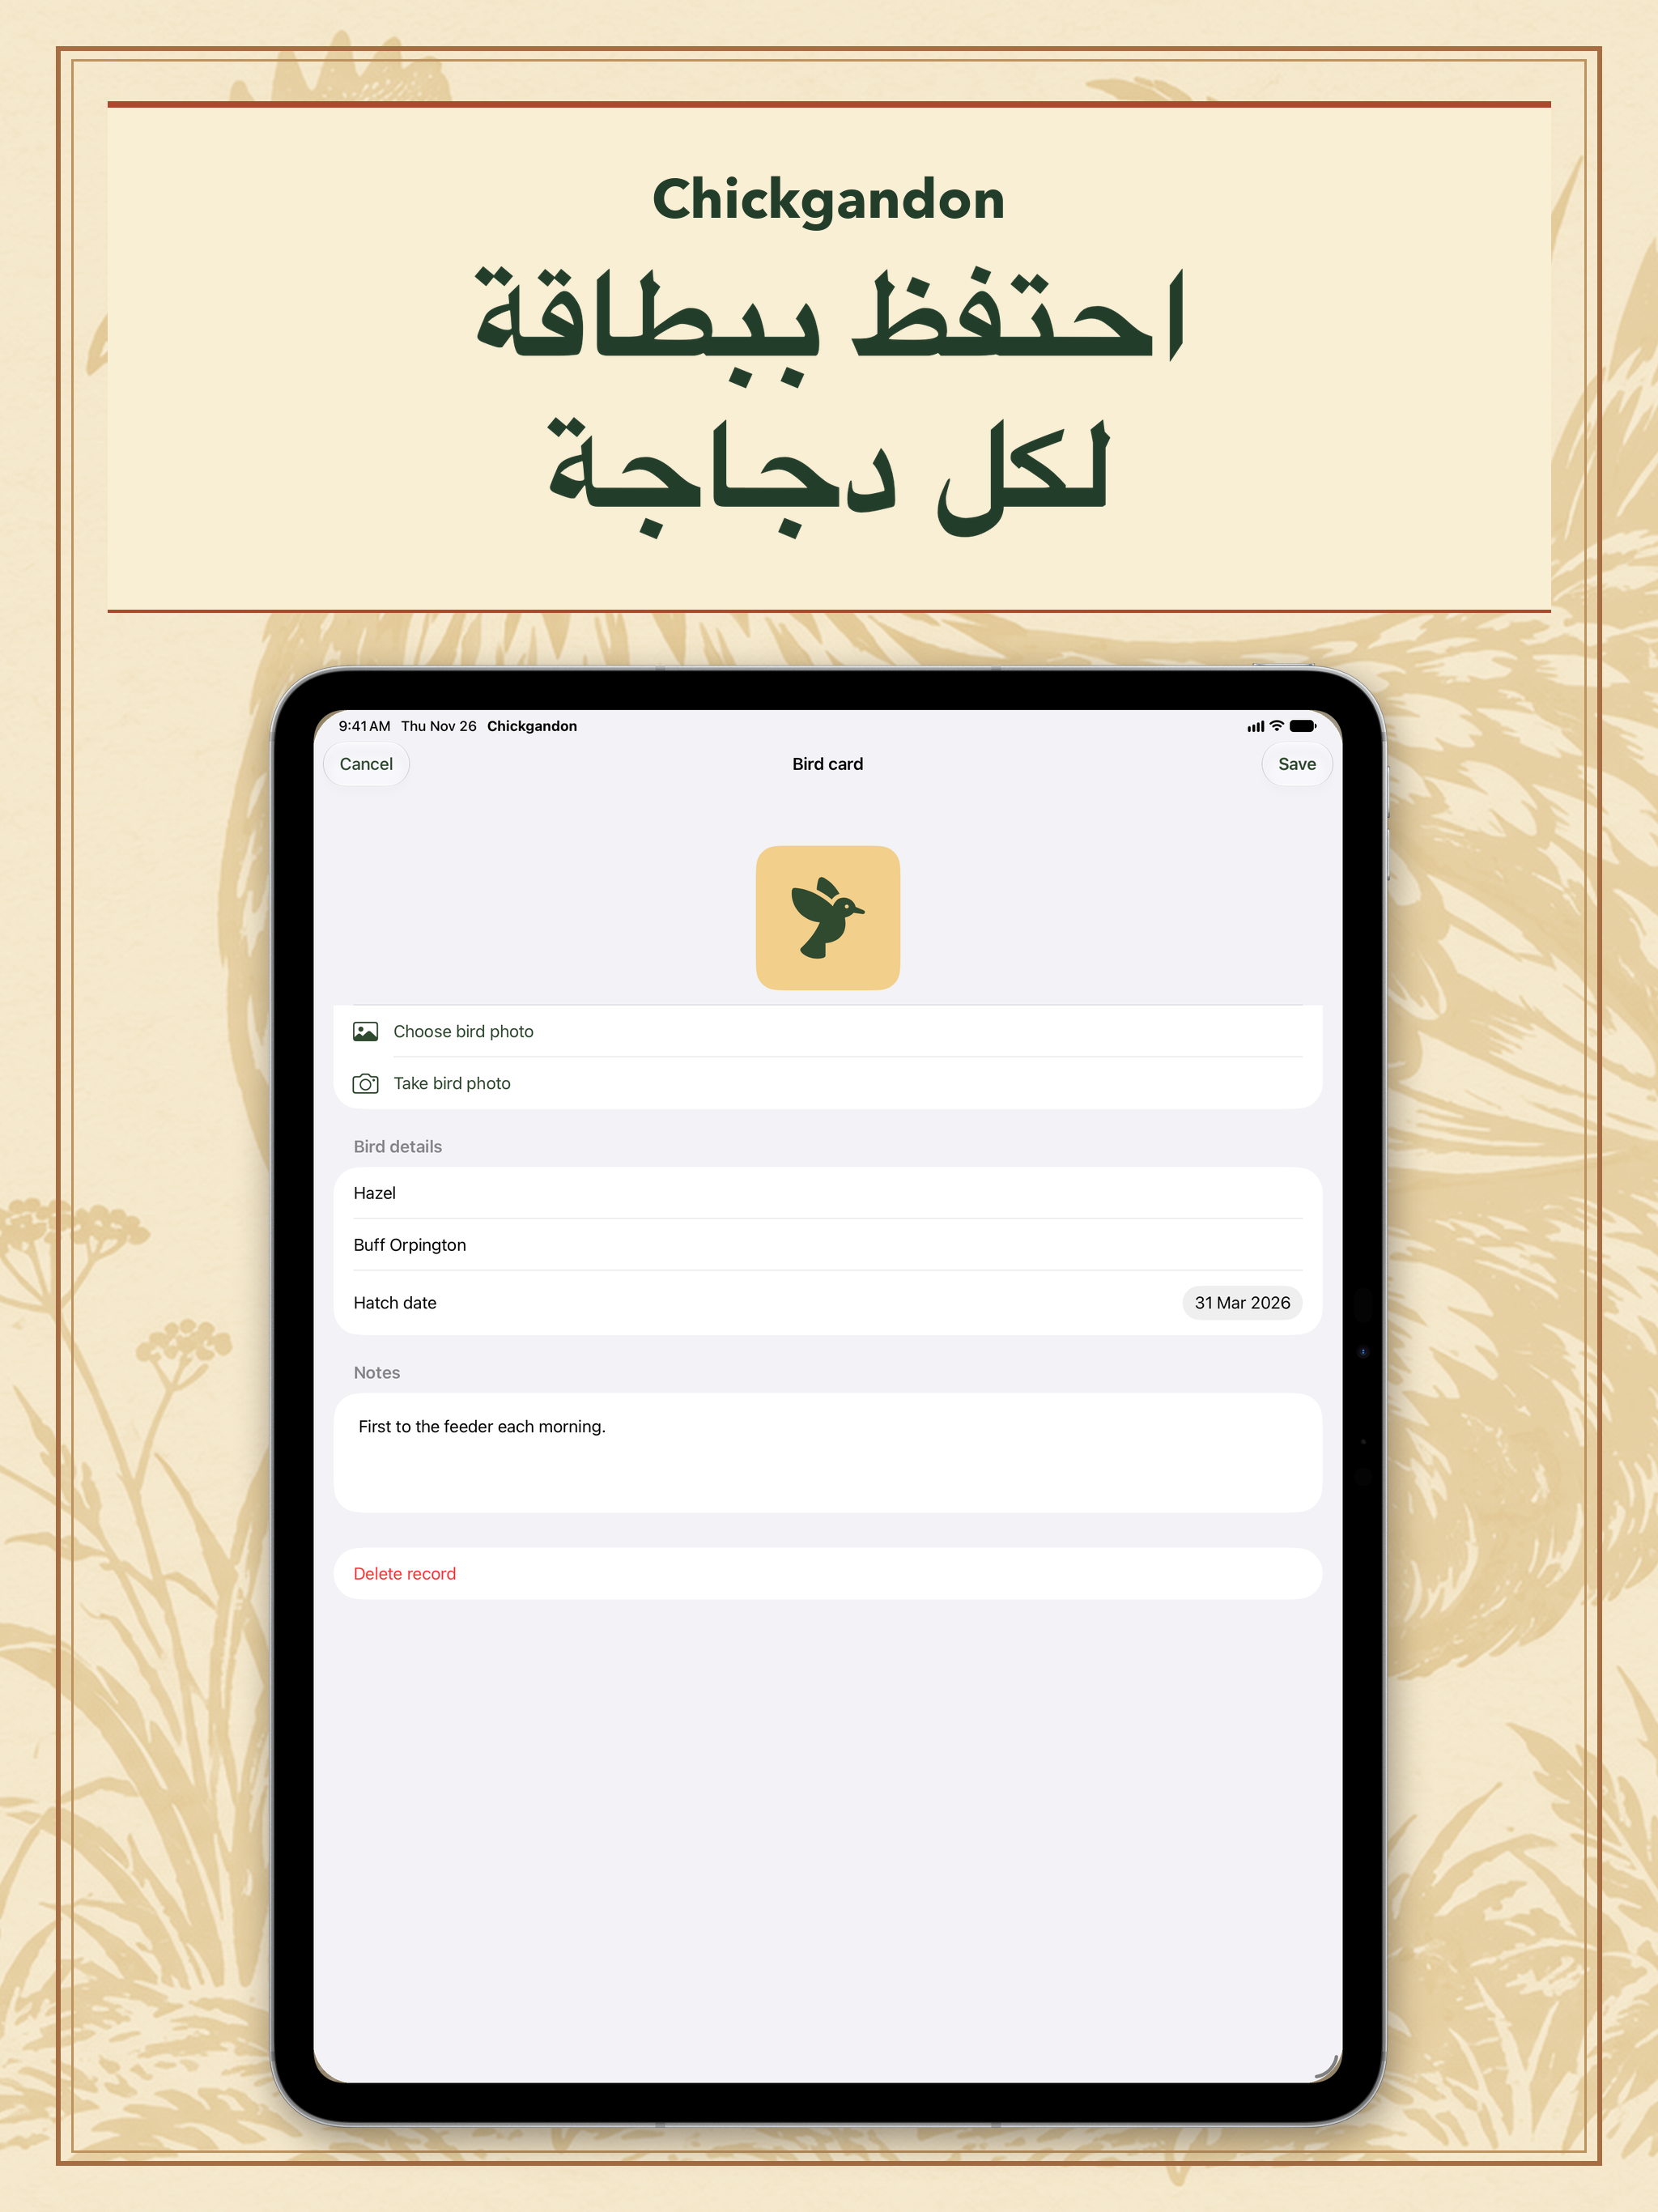 Chickgandon
احتفظ ببطاقة
لكل دجاجة
9:41 AM Thu Nov 26 Chickgandon
Cancel Bird card Save
Choose bird photo
Take bird photo
Bird details
Hazel
Buff Orpington
Hatch date 31 Mar 2026
Notes
First to the feeder each morning.
Delete record